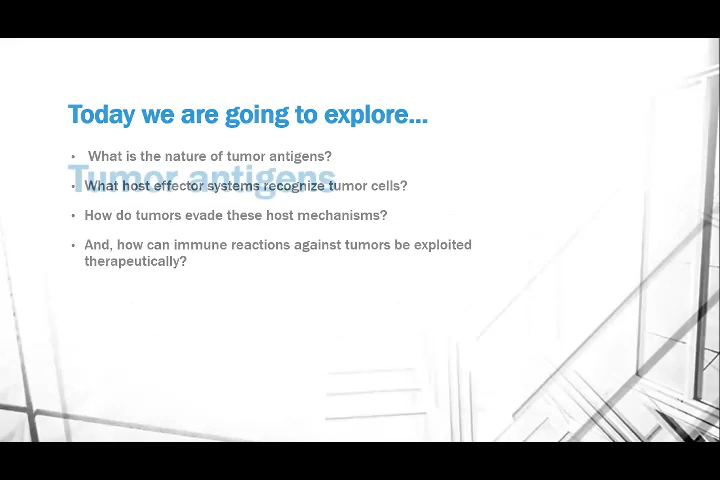 Today we are going to explore...
• What is the nature of tumor antigens?
Tumor antigens
• What host effector systems recognize tumor cells?
• How do tumors evade these host mechanisms?
• And, how can immune reactions against tumors be exploited
therapeutically?